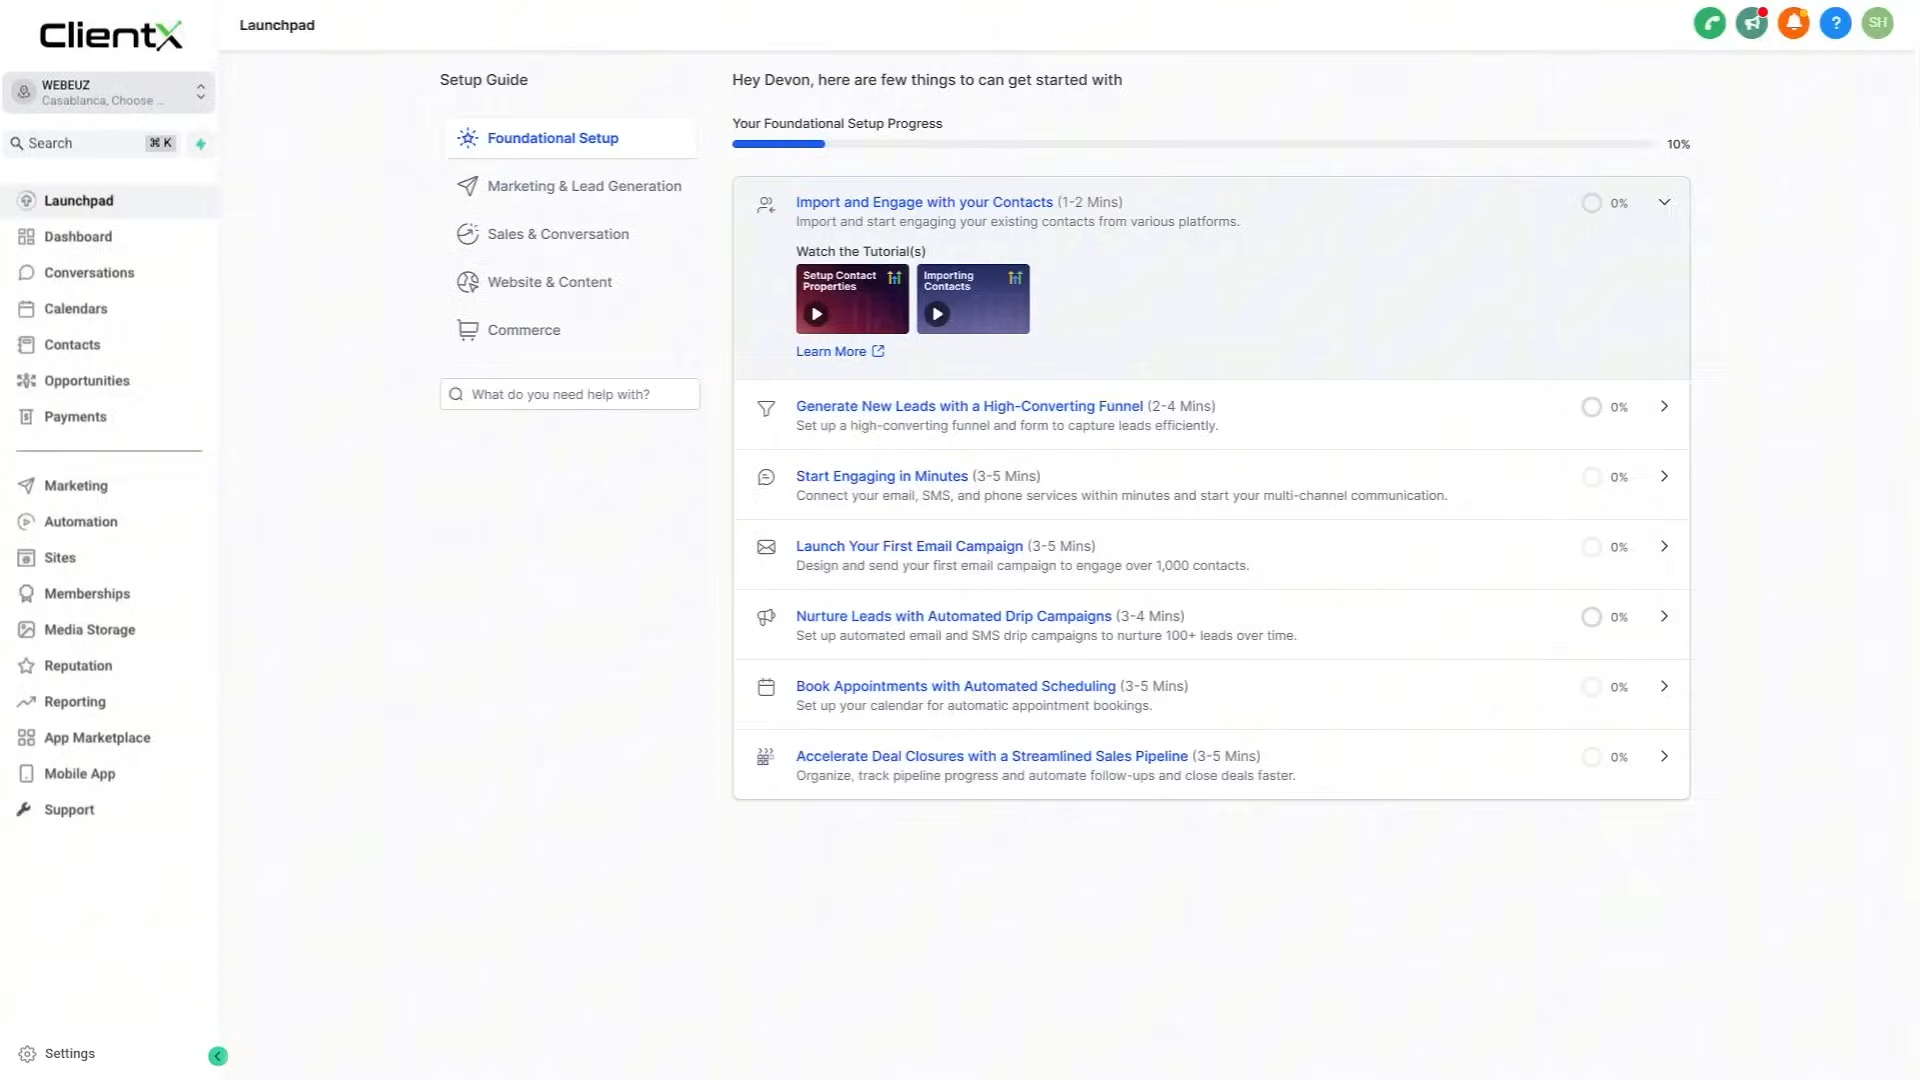 ClientX
WEBEUZ
Casablanca, Choose ...
Search
⌘ K
Launchpad
Dashboard
Conversations
Calendars
Contacts
Opportunities
Payments
Marketing
Automation
Sites
Memberships
Media Storage
Reputation
Reporting
App Marketplace
Mobile App
Support
Settings
Launchpad
?
SH
Setup Guide
Foundational Setup
Marketing & Lead Generation
Sales & Conversation
Website & Content
Commerce
What do you need help with?
Hey Devon, here are few things to can get started with
Your Foundational Setup Progress
10%
Import and Engage with your Contacts (1-2 Mins)
0%
Import and start engaging your existing contacts from various platforms.
Watch the Tutorial(s)
Setup Contact
Properties
Importing
Contacts
Learn More
Generate New Leads with a High-Converting Funnel (2-4 Mins)
0%
Set up a high-converting funnel and form to capture leads efficiently.
Start Engaging in Minutes (3-5 Mins)
0%
Connect your email, SMS, and phone services within minutes and start your multi-channel communication.
Launch Your First Email Campaign (3-5 Mins)
0%
Design and send your first email campaign to engage over 1,000 contacts.
Nurture Leads with Automated Drip Campaigns (3-4 Mins)
0%
Set up automated email and SMS drip campaigns to nurture 100+ leads over time.
Book Appointments with Automated Scheduling (3-5 Mins)
0%
Set up your calendar for automatic appointment bookings.
Accelerate Deal Closures with a Streamlined Sales Pipeline (3-5 Mins)
0%
Organize, track pipeline progress and automate follow-ups and close deals faster.